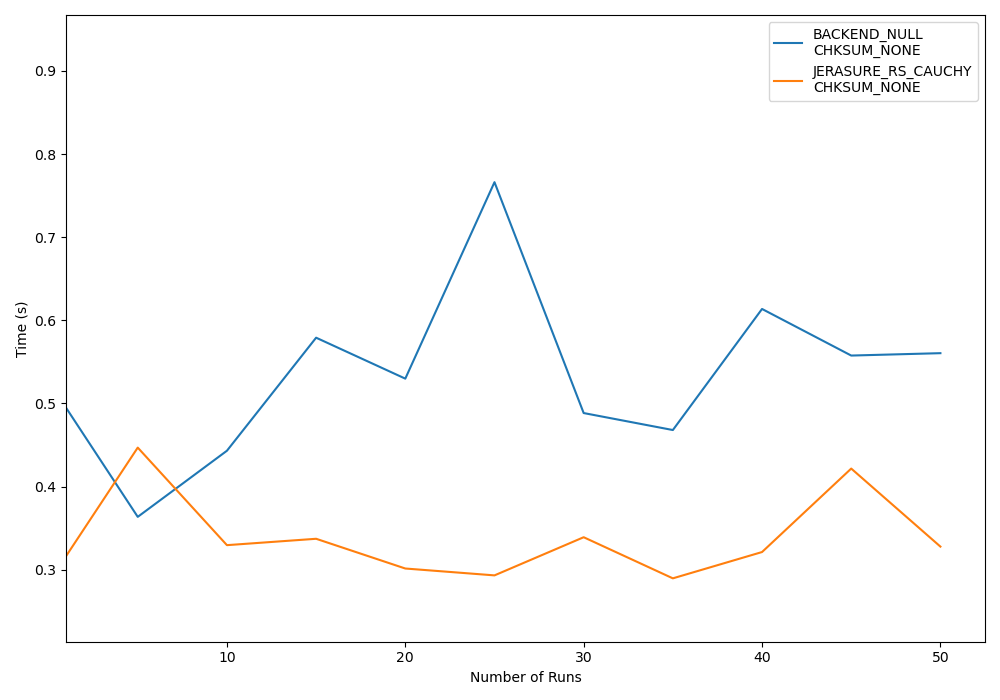 BACKEND_NULL
CHKSUM_NONE
JERASURE_RS_CAUCHY
CHKSUM_NONE
0.9
0.8
0.7
0.6
0.5
0.4
0.3
Time (s)
10 20 30 40 50
Number of Runs